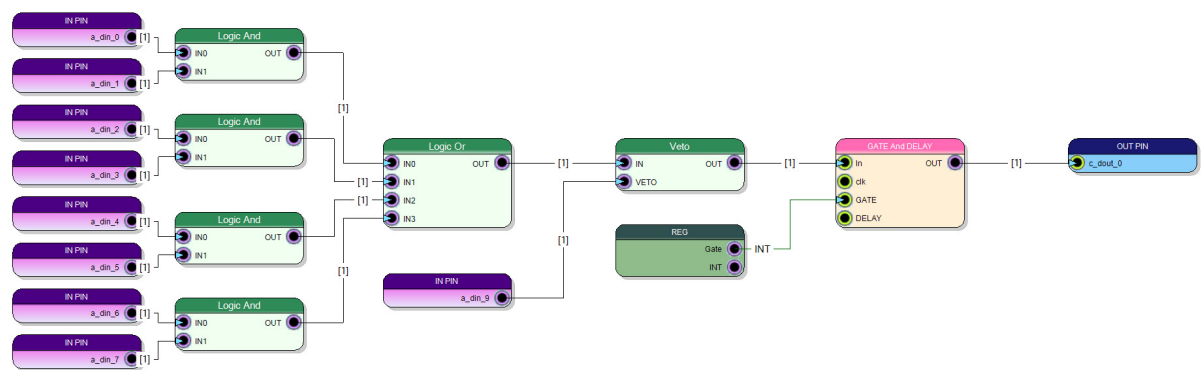 IN PIN
a_din_0 [1]
IN PIN
a_din_1 [1]
Logic And
IN0 OUT
IN1
[1]
IN PIN
a_din_2 [1]
IN PIN
a_din_3 [1]
Logic And
IN0 OUT
IN1
[1]
IN PIN
a_din_4 [1]
IN PIN
a_din_5 [1]
Logic And
IN0 OUT
IN1
[1]
IN PIN
a_din_6 [1]
IN PIN
a_din_7 [1]
Logic And
IN0 OUT
IN1
[1]
Logic Or
IN0 OUT
IN1
IN2
IN3
[1]
IN PIN
a_din_9
[1]
Veto
IN OUT
VETO
[1]
REG
Gate
INT
INT
GATE And DELAY
In OUT
clk
GATE
DELAY
[1]
OUT PIN
c_dout_0